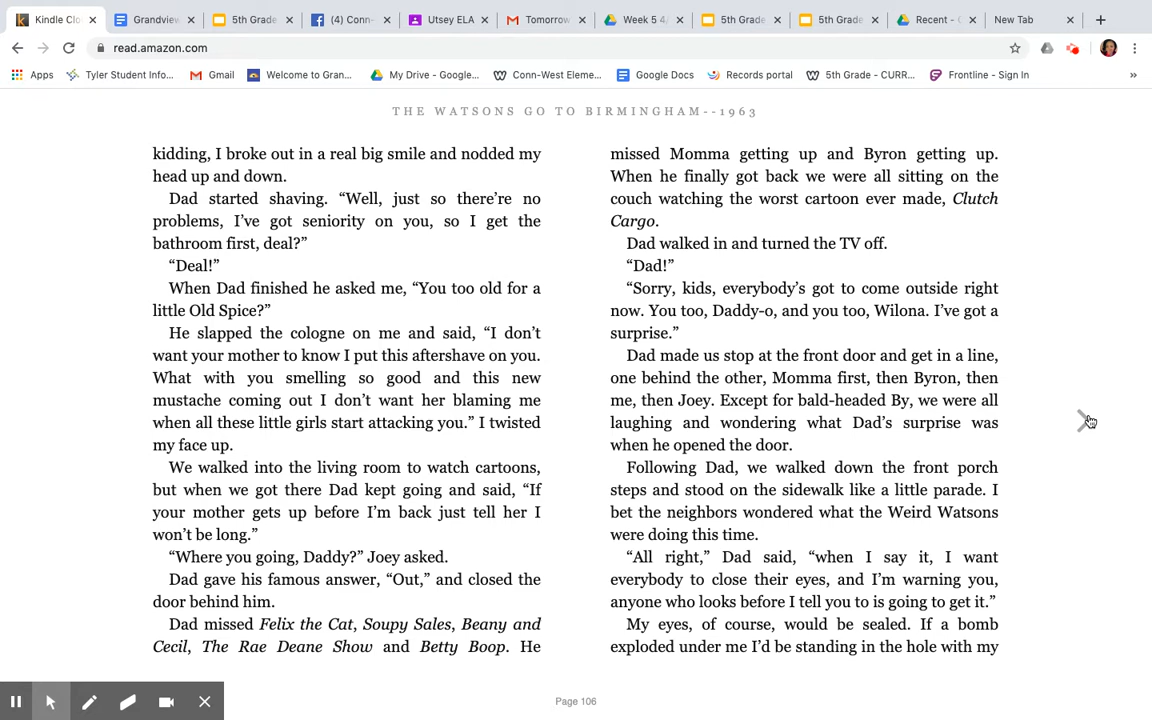 Kindle Clo
Grandview
5th Grade
(4) Conn-
Utsey ELA
Tomorrow
Week 5 4/
5th Grade
5th Grade
Recent -
New Tab
read.amazon.com
Apps
Tyler Student Info...
Gmail
Welcome to Gran...
My Drive - Google...
Conn-West Eleme...
Google Docs
Records portal
5th Grade - CURR...
Frontline - Sign In
»
THE WATSONS GO TO BIRMINGHAM--1963
kidding, I broke out in a real big smile and nodded my
head up and down.
Dad started shaving. “Well, just so there’re no
problems, I’ve got seniority on you, so I get the
bathroom first, deal?”
“Deal!”
When Dad finished he asked me, “You too old for a
little Old Spice?”
He slapped the cologne on me and said, “I don’t
want your mother to know I put this aftershave on you.
What with you smelling so good and this new
mustache coming out I don’t want her blaming me
when all these little girls start attacking you.” I twisted
my face up.
We walked into the living room to watch cartoons,
but when we got there Dad kept going and said, “If
your mother gets up before I’m back just tell her I
won’t be long.”
“Where you going, Daddy?” Joey asked.
Dad gave his famous answer, “Out,” and closed the
door behind him.
Dad missed Felix the Cat, Soupy Sales, Beany and
Cecil, The Rae Deane Show and Betty Boop. He
missed Momma getting up and Byron getting up.
When he finally got back we were all sitting on the
couch watching the worst cartoon ever made, Clutch
Cargo.
Dad walked in and turned the TV off.
“Dad!”
“Sorry, kids, everybody’s got to come outside right
now. You too, Daddy-o, and you too, Wilona. I’ve got a
surprise.”
Dad made us stop at the front door and get in a line,
one behind the other, Momma first, then Byron, then
me, then Joey. Except for bald-headed By, we were all
laughing and wondering what Dad’s surprise was
when he opened the door.
Following Dad, we walked down the front porch
steps and stood on the sidewalk like a little parade. I
bet the neighbors wondered what the Weird Watsons
were doing this time.
“All right,” Dad said, “when I say it, I want
everybody to close their eyes, and I’m warning you,
anyone who looks before I tell you to is going to get it.”
My eyes, of course, would be sealed. If a bomb
exploded under me I’d be standing in the hole with my
Page 106